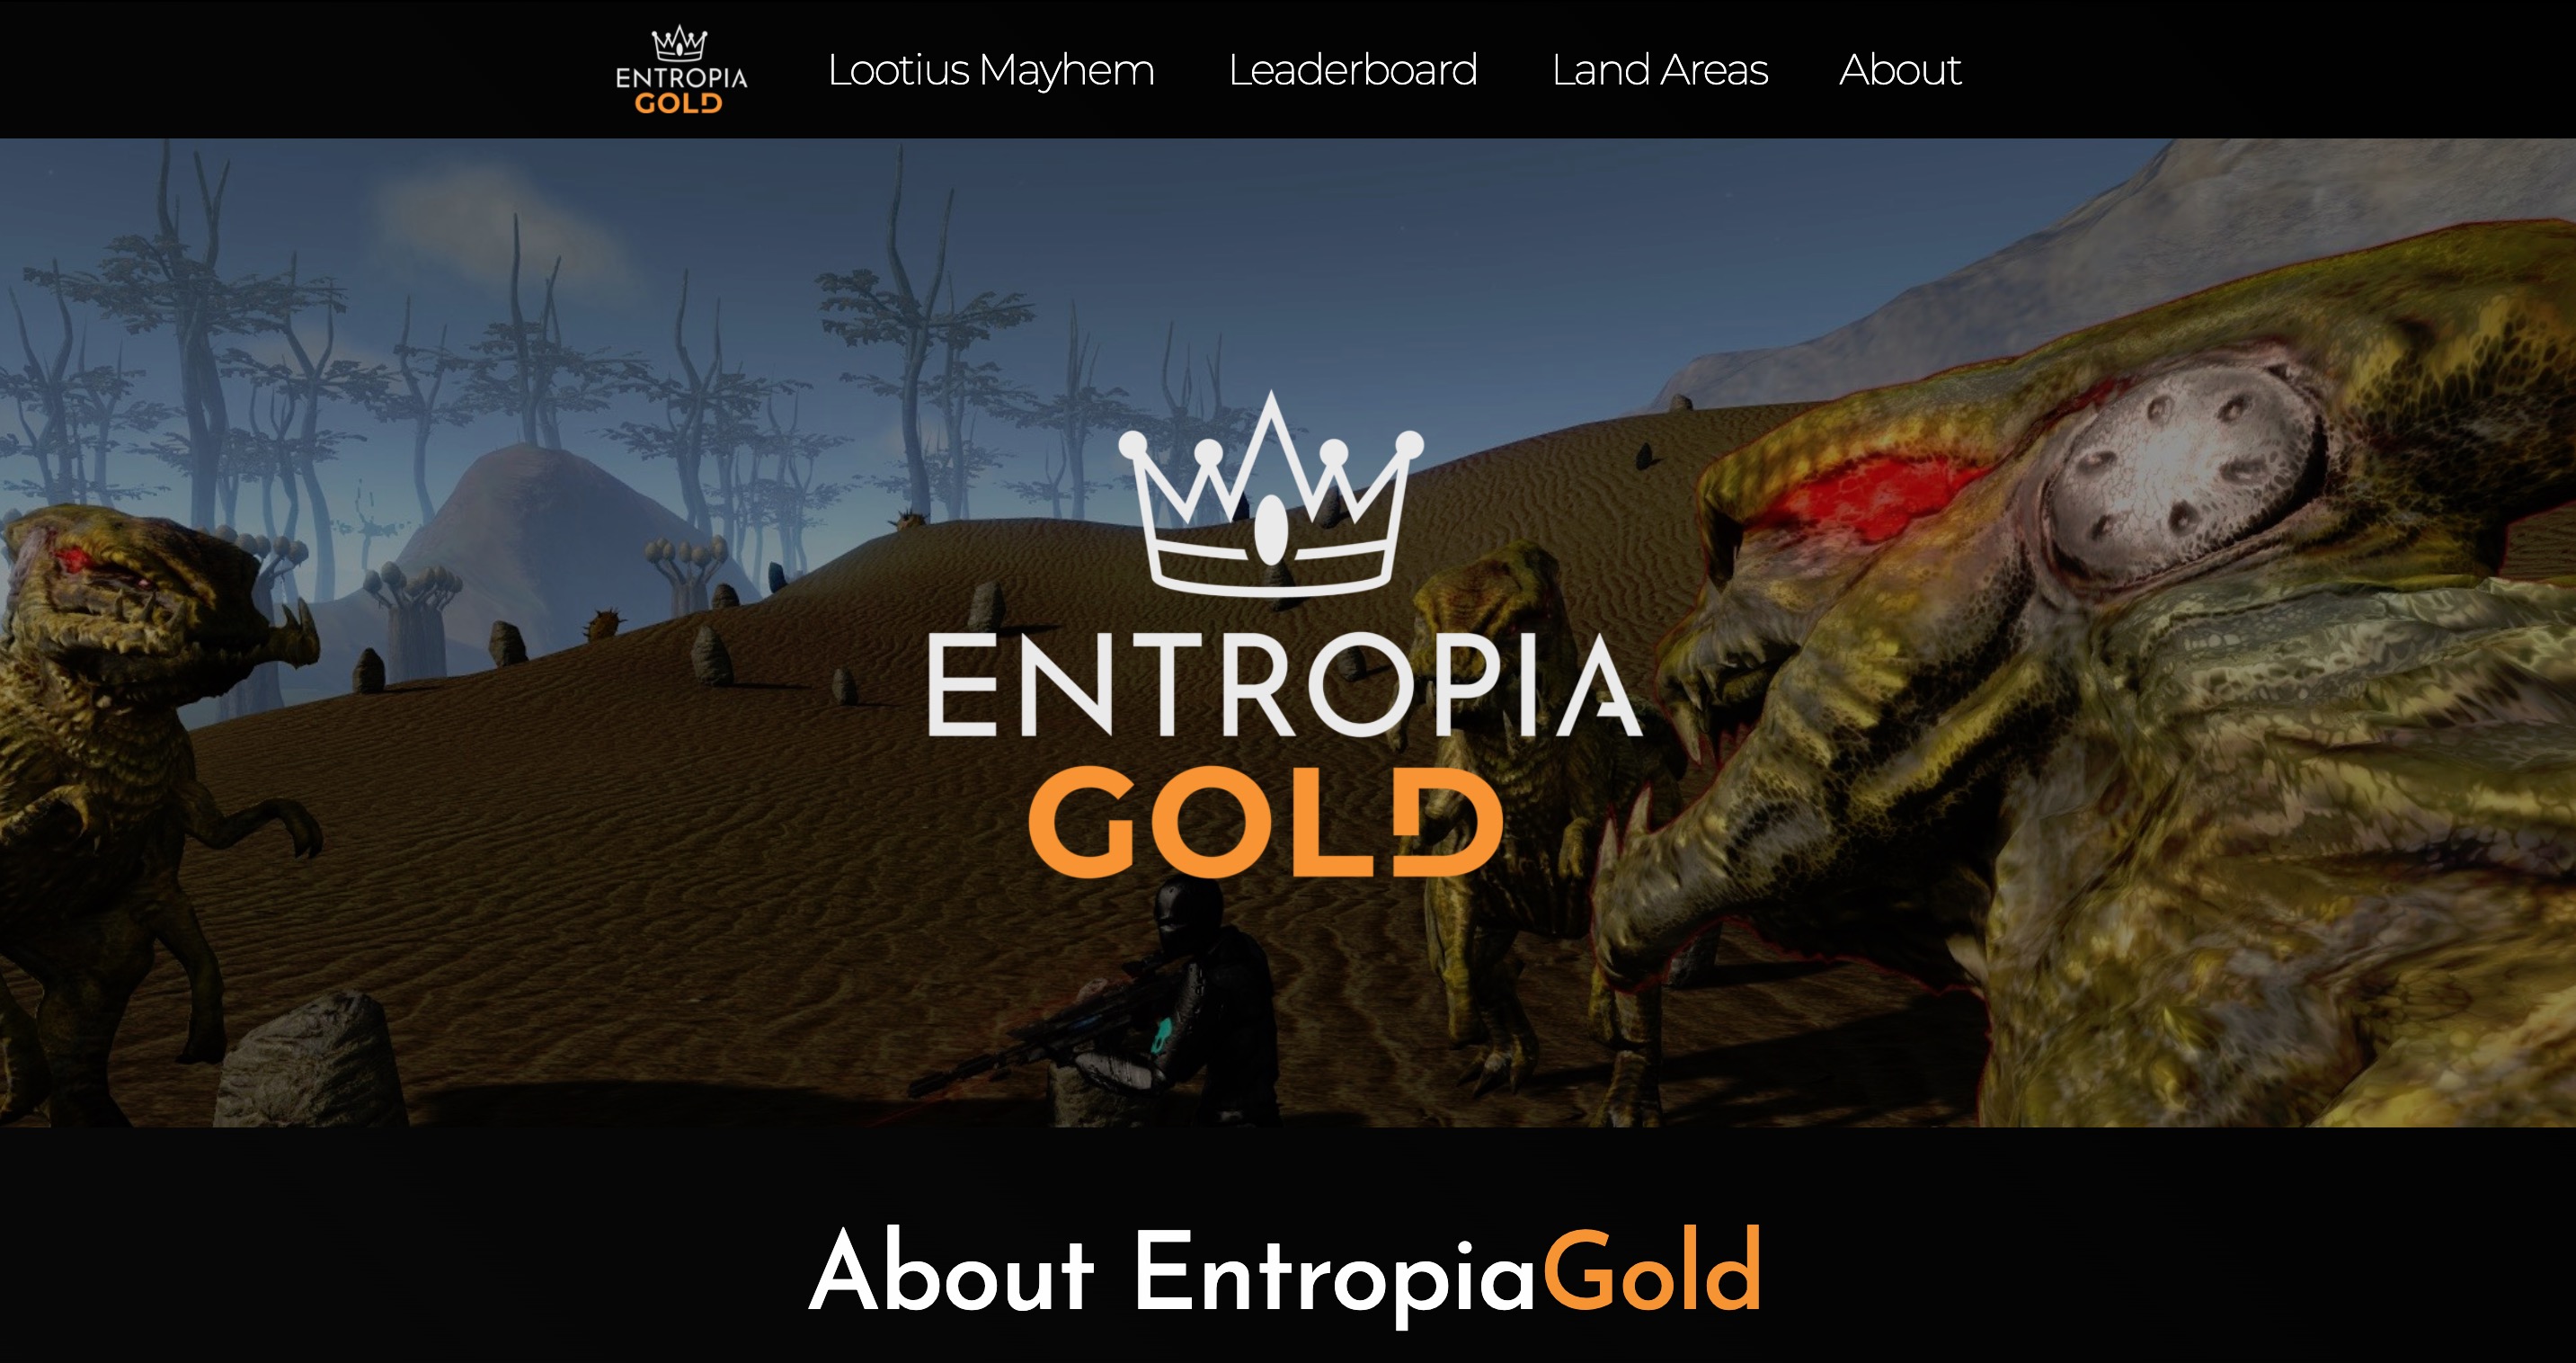 ENTROPIA
GOLD
Lootius Mayhem
Leaderboard
Land Areas
About
ENTROPIA
GOLD
About EntropiaGold